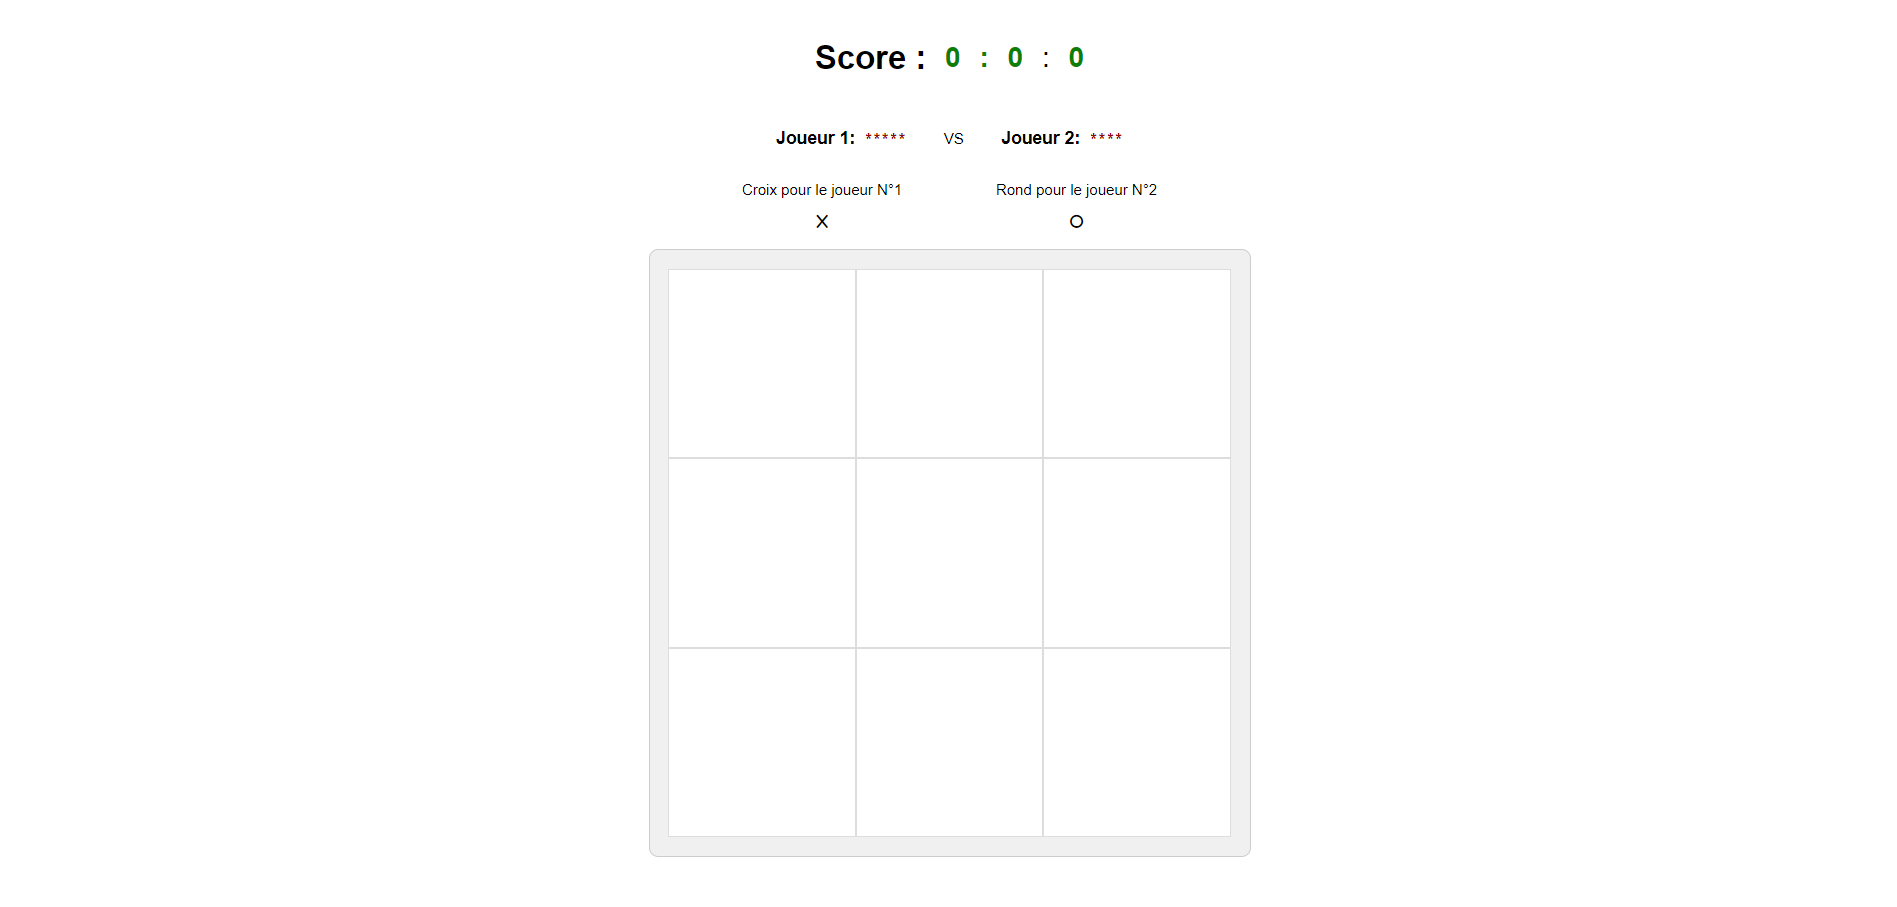 Score : 0 : 0 : 0
Joueur 1: ***** VS Joueur 2: ****
Croix pour le joueur N°1 Rond pour le joueur N°2
X O